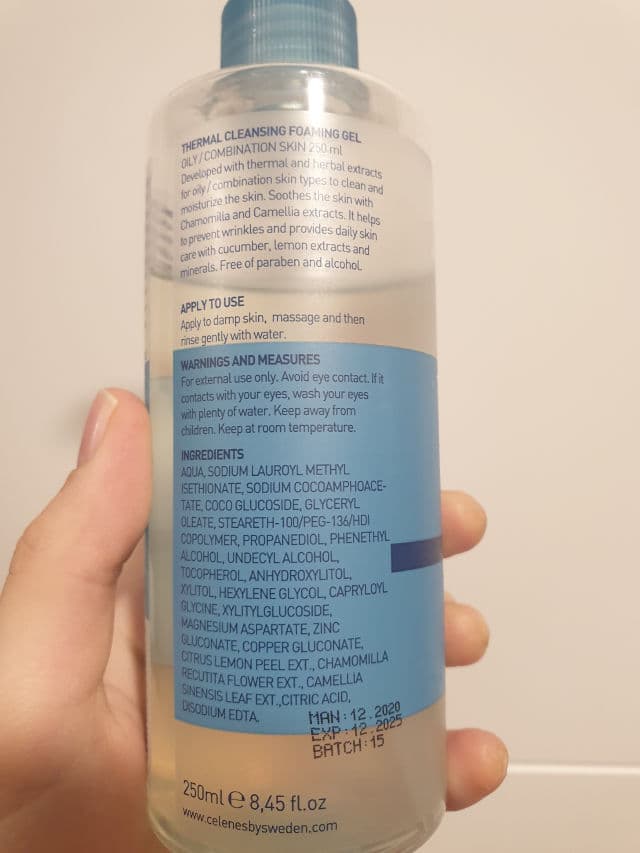 THERMAL CLEANSING FOAMING GEL
OILY/COMBINATION SKIN 250 ml
Developed with thermal and herbal extracts
for oily/combination skin types to clean and
moisturize the skin. Soothes the skin with
Chamomilla and Camellia extracts. It helps
to prevent wrinkles and provides daily skin
care with cucumber, lemon extracts and
minerals. Free of paraben and alcohol.
APPLY TO USE
Apply to damp skin, massage and then
rinse gently with water.
WARNINGS AND MEASURES
For external use only. Avoid eye contact. If it
contacts with your eyes, wash your eyes
with plenty of water. Keep away from
children. Keep at room temperature.
INGREDIENTS
AQUA, SODIUM LAUROYL METHYL
ISETHIONATE, SODIUM COCOAMPHOACE-
TATE, COCO GLUCOSIDE, GLYCERYL
OLEATE, STEARETH-100/PEG-136/HDI
COPOLYMER, PROPANEDIOL, PHENETHYL
ALCOHOL, UNDECYL ALCOHOL,
TOCOPHEROL, ANHYDROXYLITOL,
XYLITOL, HEXYLENE GLYCOL, CAPRYLOYL
GLYCINE, XYLITYLGLUCOSIDE,
MAGNESIUM ASPARTATE, ZINC
GLUCONATE, COPPER GLUCONATE,
CITRUS LEMON PEEL EXT., CHAMOMILLA
RECUTITA FLOWER EXT., CAMELLIA
SINENSIS LEAF EXT.,CITRIC ACID,
DISODIUM EDTA.
MAN:12.2020
EXP:12.2025
BATCH:15
250ml e 8,45 fl.oz
www.celenesbysweden.com